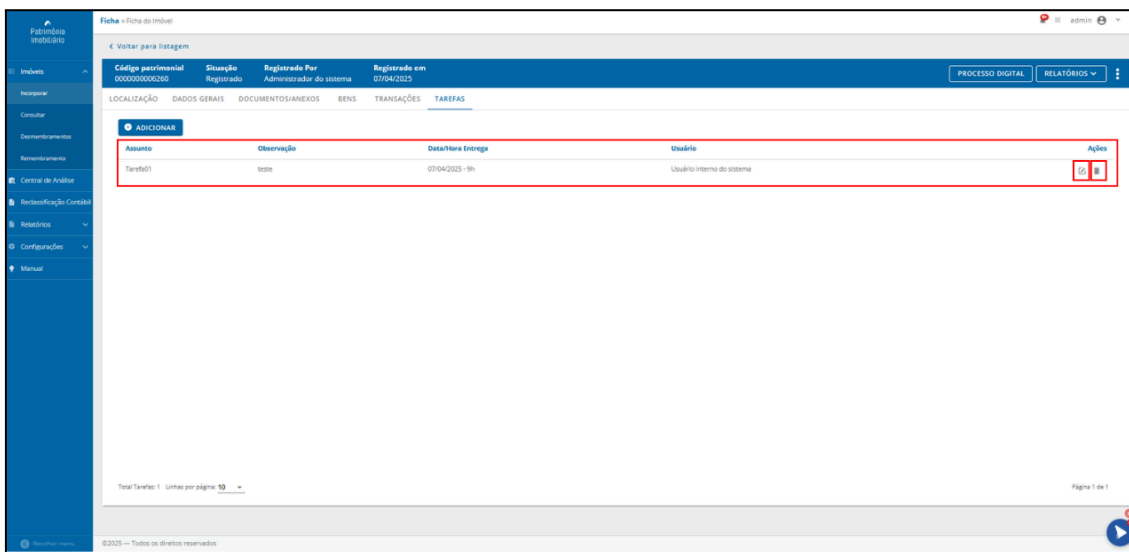 Patrimônio
Imobiliário
Ficha > Ficha do Imóvel
admin
Voltar para listagem
Imóveis
Incorporar
Consultar
Desmembramentos
Remembramento
Central de Análise
Reclassificação Contábil
Relatórios
Configurações
Manual
Recolher menu
Código patrimonial Situação Registrado Por Registrado em
0000000006260 Registrado Administrador do sistema 07/04/2025
PROCESSO DIGITAL RELATÓRIOS
LOCALIZAÇÃO DADOS GERAIS DOCUMENTOS/ANEXOS BENS TRANSAÇÕES TAREFAS
ADICIONAR
Assunto Observação Data/Hora Entrega Usuário Ações
Tarefa01 teste 07/04/2025 - 9h Usuário interno do sistema
Total Tarefas: 1 Linhas por página: 10 Página 1 de 1
©2025 — Todos os direitos reservados